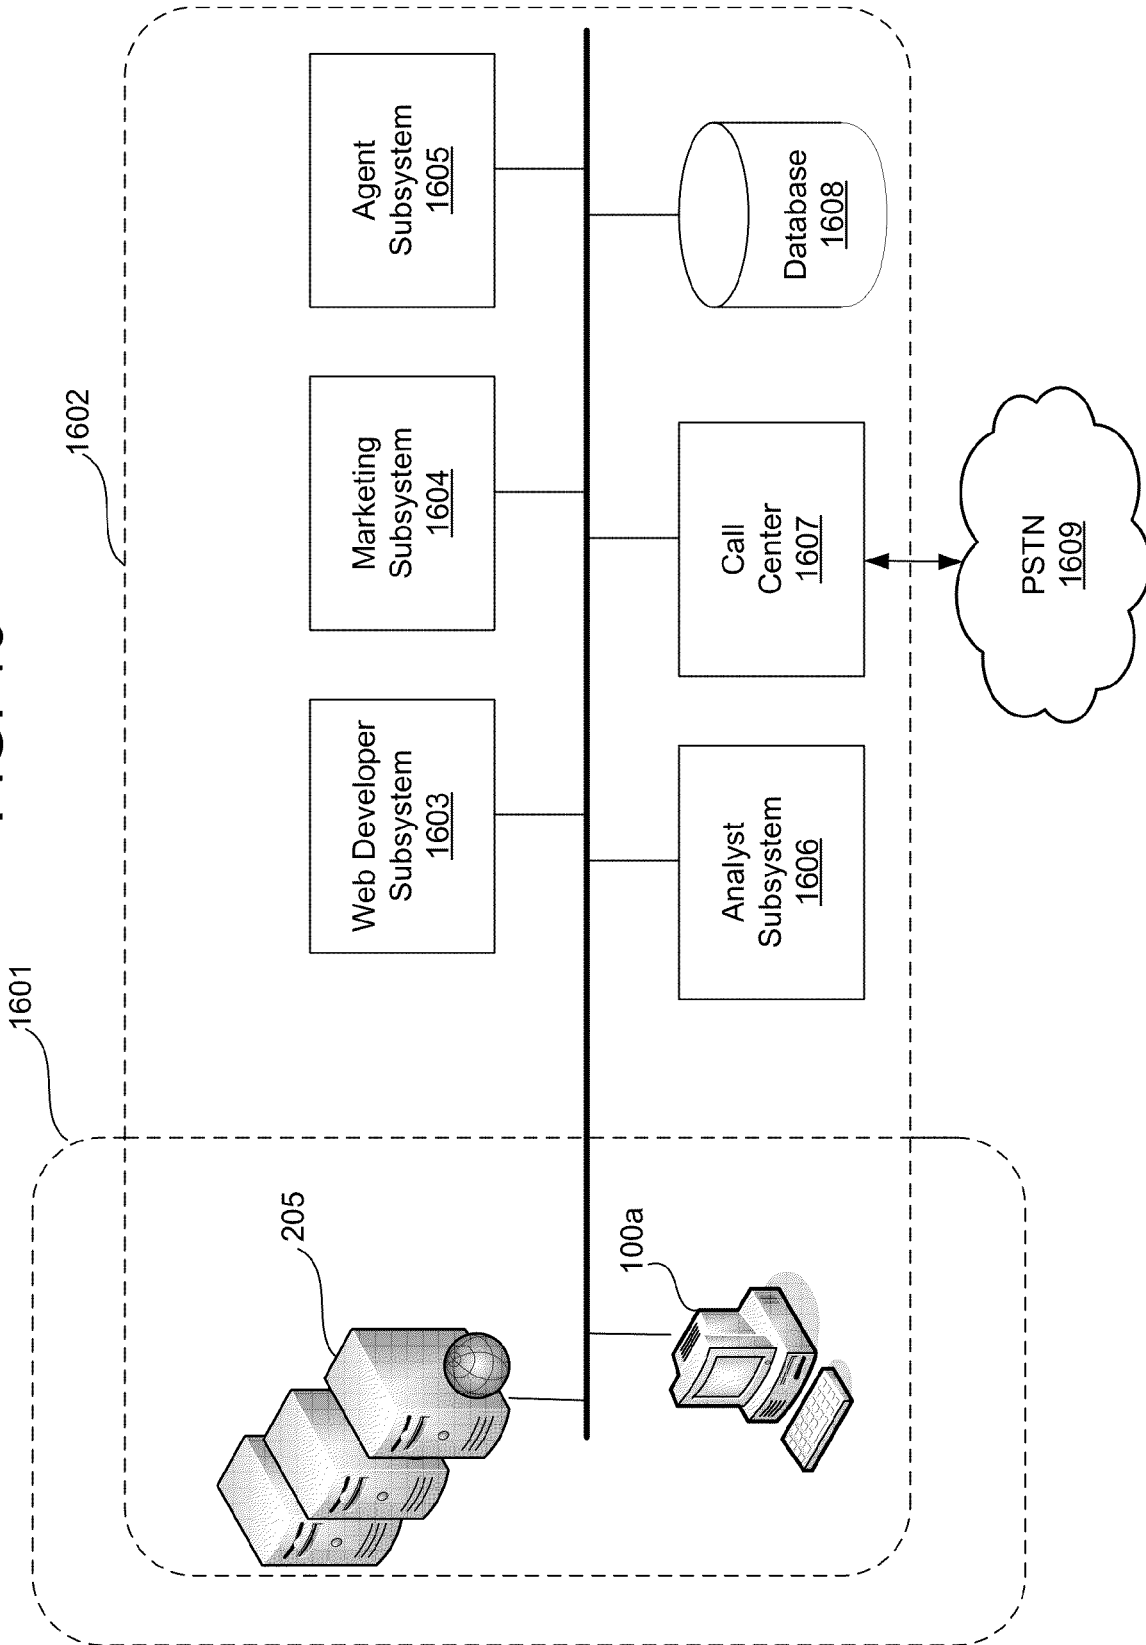 1601
1602
205
Web Developer
Subsystem
1603
Marketing
Subsystem
1604
Agent
Subsystem
1605
100a
Analyst
Subsystem
1606
Call
Center
1607
Database
1608
PSTN
1609